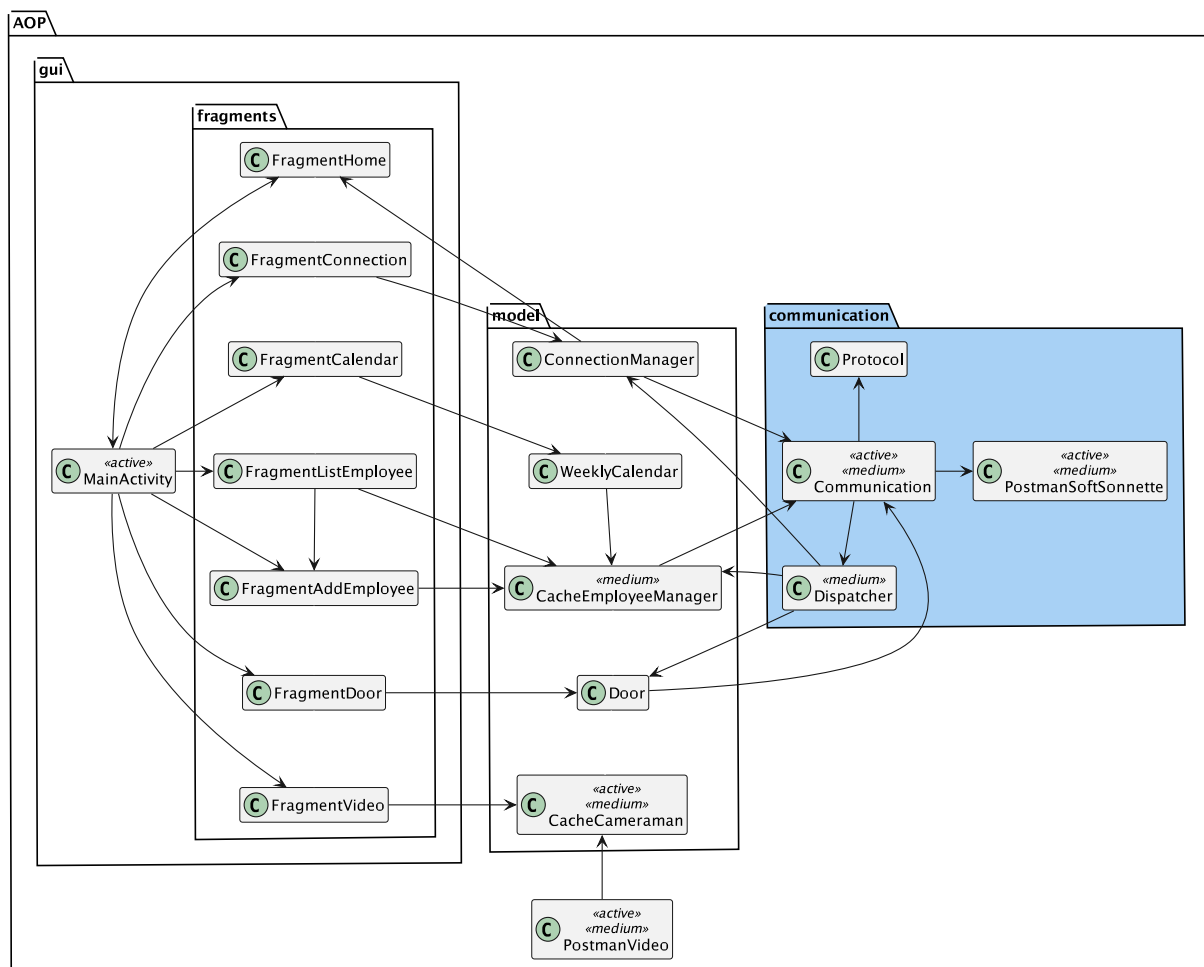 AOP
gui
fragments
C FragmentHome
C FragmentConnection
model
communication
C FragmentCalendar
C ConnectionManager
C Protocol
C «active»
MainActivity
C FragmentListEmployee
C WeeklyCalendar
C «active»
«medium»
Communication
C «active»
«medium»
PostmanSoftSonnette
C FragmentAddEmployee
C «medium»
CacheEmployeeManager
C «medium»
Dispatcher
C FragmentDoor
C Door
C FragmentVideo
C «active»
«medium»
CacheCameraman
C «active»
«medium»
PostmanVideo